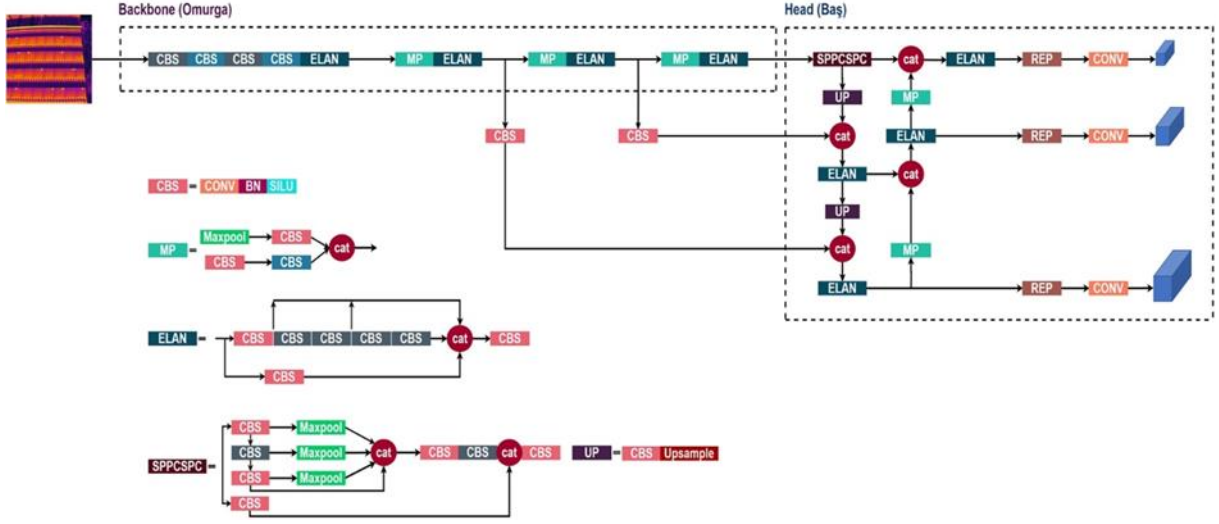 Backbone (Omurga)
Head (Baş)
CBS CBS CBS CBS ELAN MP ELAN MP ELAN MP ELAN SPPCSPC cat ELAN REP CONV
UP MP
CBS CBS cat ELAN REP CONV
ELAN cat
CBS = CONV BN SILU
UP
Maxpool CBS
MP = cat cat MP
CBS CBS
ELAN REP CONV
ELAN = CBS CBS CBS CBS CBS cat CBS
CBS
CBS Maxpool
CBS Maxpool cat CBS CBS cat CBS UP = CBS Upsample
SPPCSPC =
CBS Maxpool
CBS